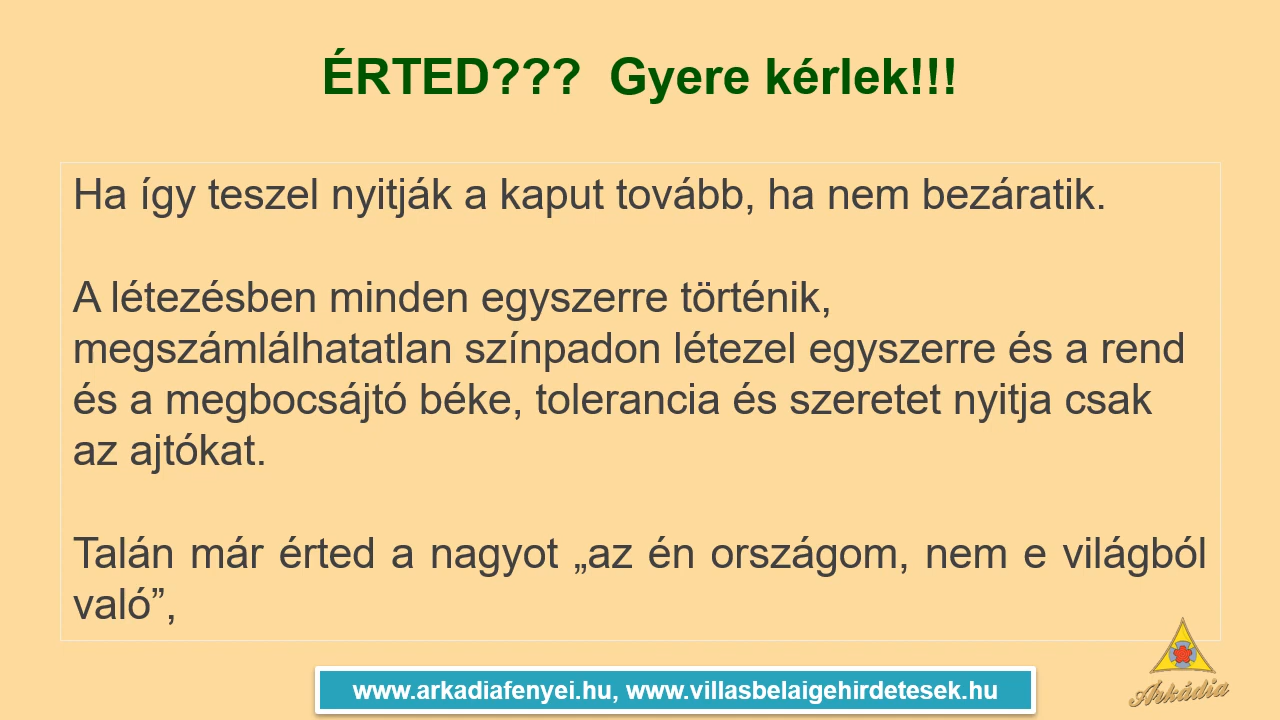 ÉRTED??? Gyere kérlek!!!
Ha így teszel nyitják a kaput tovább, ha nem bezáratik.
A létezésben minden egyszerre történik,
megszámlálhatatlan színpadon létezel egyszerre és a rend
és a megbocsájtó béke, tolerancia és szeretet nyitja csak
az ajtókat.
Talán már érted a nagyot „az én országom, nem e világból
való”,
www.arkadiafenyei.hu, www.villasbelaigehirdetesek.hu
Arkádia